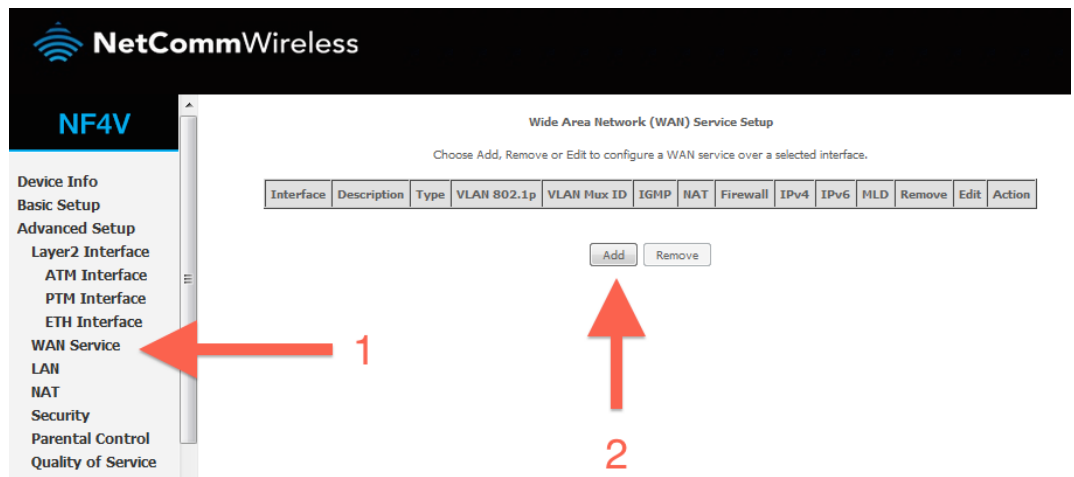 NetCommWireless
NF4V
Device Info
Basic Setup
Advanced Setup
Layer2 Interface
ATM Interface
PTM Interface
ETH Interface
WAN Service
LAN
NAT
Security
Parental Control
Quality of Service
Wide Area Network (WAN) Service Setup
Choose Add, Remove or Edit to configure a WAN service over a selected interface.
Interface Description Type VLAN 802.1p VLAN Mux ID IGMP NAT Firewall IPv4 IPv6 MLD Remove Edit Action
Add Remove
1
2